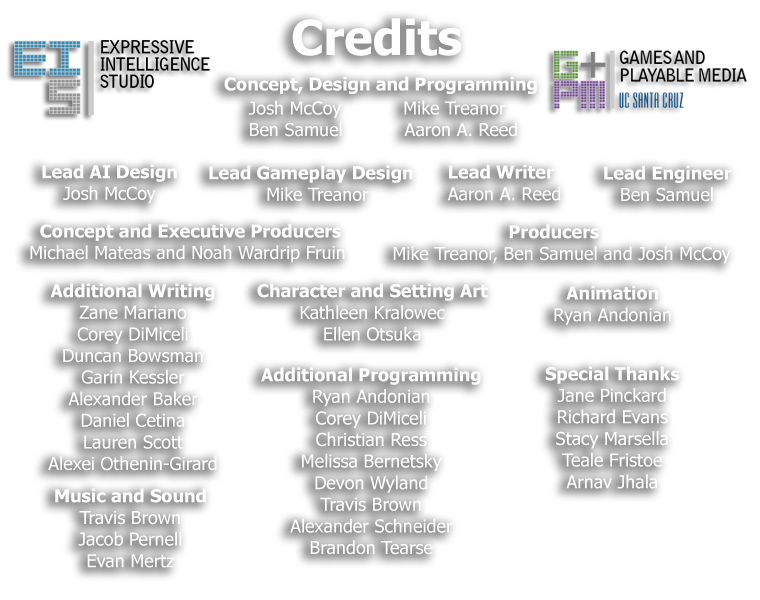 Credits
EIS
EXPRESSIVE
INTELLIGENCE
STUDIO
G+
PM
GAMES AND
PLAYABLE MEDIA
UC SANTA CRUZ
Concept, Design and Programming
Josh McCoy Mike Treanor
Ben Samuel Aaron A. Reed
Lead AI Design
Josh McCoy
Lead Gameplay Design
Mike Treanor
Lead Writer
Aaron A. Reed
Lead Engineer
Ben Samuel
Concept and Executive Producers
Michael Mateas and Noah Wardrip Fruin
Producers
Mike Treanor, Ben Samuel and Josh McCoy
Additional Writing
Zane Mariano
Corey DiMiceli
Duncan Bowsman
Garin Kessler
Alexander Baker
Daniel Cetina
Lauren Scott
Alexei Othenin-Girard
Music and Sound
Travis Brown
Jacob Pernell
Evan Mertz
Character and Setting Art
Kathleen Kralowec
Ellen Otsuka
Additional Programming
Ryan Andonian
Corey DiMiceli
Christian Ress
Melissa Bernetsky
Devon Wyland
Travis Brown
Alexander Schneider
Brandon Tearse
Animation
Ryan Andonian
Special Thanks
Jane Pinckard
Richard Evans
Stacy Marsella
Teale Fristoe
Arnav Jhala